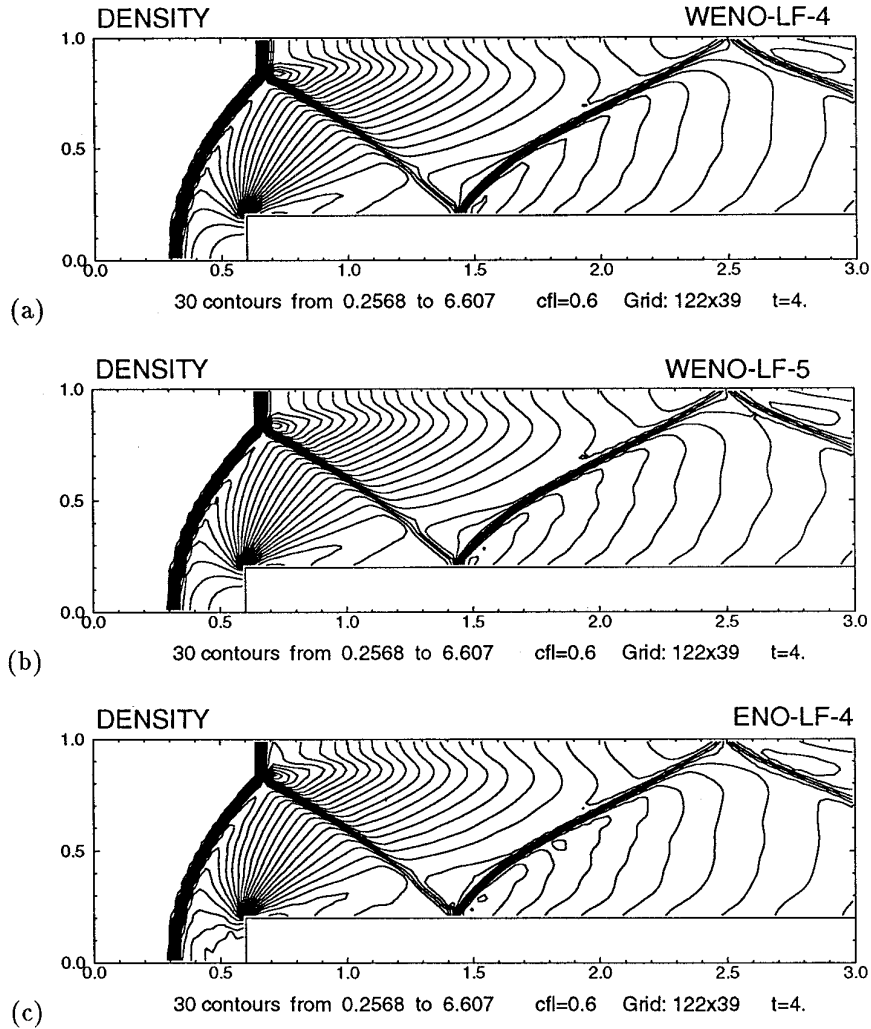 DENSITY WENO-LF-4
1.0
0.5
0.0
0.0 0.5 1.0 1.5 2.0 2.5 3.0
(a) 30 contours from 0.2568 to 6.607 cfl=0.6 Grid: 122x39 t=4.
DENSITY WENO-LF-5
1.0
0.5
0.0
0.0 0.5 1.0 1.5 2.0 2.5 3.0
(b) 30 contours from 0.2568 to 6.607 cfl=0.6 Grid: 122x39 t=4.
DENSITY ENO-LF-4
1.0
0.5
0.0
0.0 0.5 1.0 1.5 2.0 2.5 3.0
(c) 30 contours from 0.2568 to 6.607 cfl=0.6 Grid: 122x39 t=4.